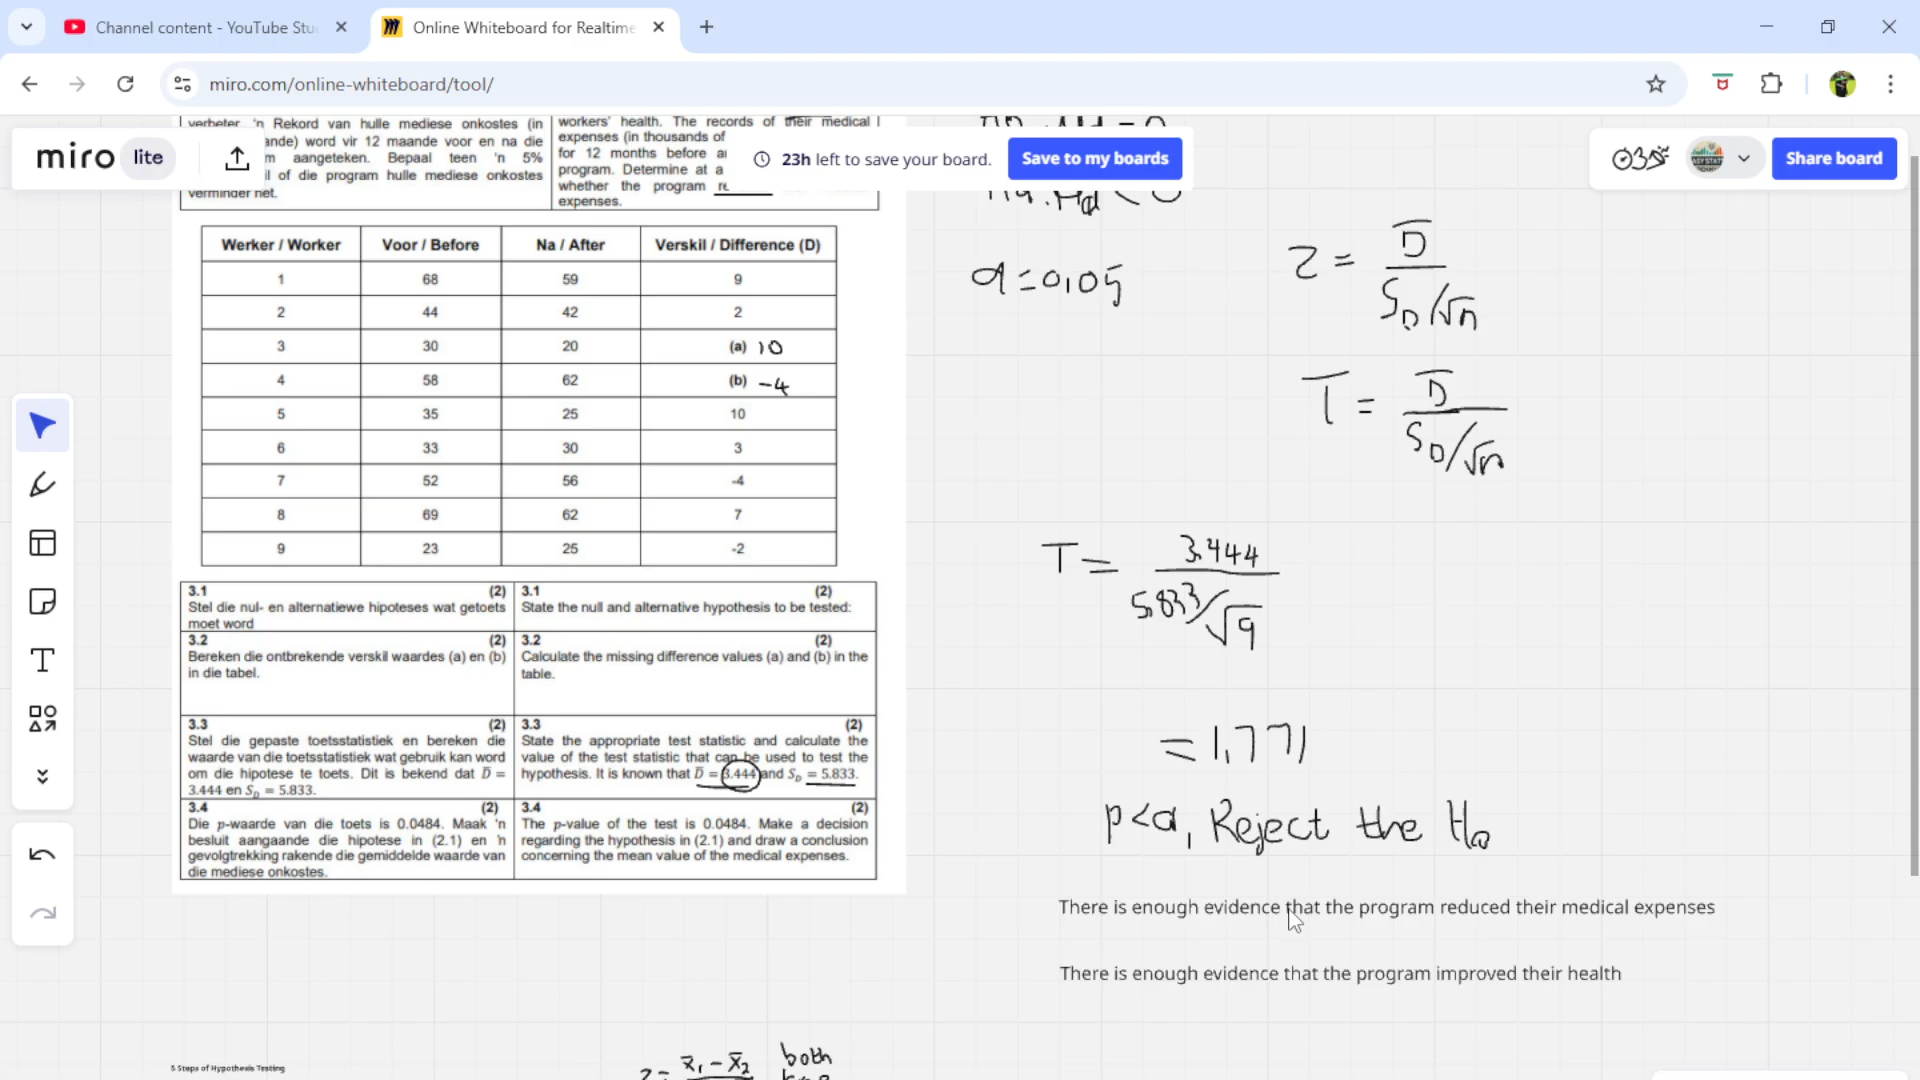 Channel content - YouTube Stu
Online Whiteboard for Realtime
miro.com/online-whiteboard/tool/
miro lite
23h left to save your board.
Save to my boards
Share board
verbeter. 'n Rekord van hulle mediese onkostes (in
ande) word vir 12 maande voor en na die
m aangeteken. Bepaal teen 'n 5%
il of die program hulle mediese onkostes
verminder het.
workers' health. The records of their medical
expenses (in thousands of
for 12 months before a
program. Determine at a
whether the program r
expenses.
Werker / Worker Voor / Before Na / After Verskil / Difference (D)
1 68 59 9
2 44 42 2
3 30 20 (a) 10
4 58 62 (b) -4
5 35 25 10
6 33 30 3
7 52 56 -4
8 69 62 7
9 23 25 -2
3.1 (2)
Stel die nul- en alternatiewe hipoteses wat getoets
moet word
3.1 (2)
State the null and alternative hypothesis to be tested:
3.2 (2)
Bereken die ontbrekende verskil waardes (a) en (b)
in die tabel.
3.2 (2)
Calculate the missing difference values (a) and (b) in the
table.
3.3 (2)
Stel die gepaste toetsstatistiek en bereken die
waarde van die toetsstatistiek wat gebruik kan word
om die hipotese te toets. Dit is bekend dat D̅ =
3.444 en S_D = 5.833.
3.3 (2)
State the appropriate test statistic and calculate the
value of the test statistic that can be used to test the
hypothesis. It is known that D̅ = 3.444 and S_D = 5.833.
3.4 (2)
Die p-waarde van die toets is 0.0484. Maak 'n
besluit aangaande die hipotese in (2.1) en 'n
gevolgtrekking rakende die gemiddelde waarde van
die mediese onkostes.
3.4 (2)
The p-value of the test is 0.0484. Make a decision
regarding the hypothesis in (2.1) and draw a conclusion
concerning the mean value of the medical expenses.
α = 0,05
Z = D̅ / S_D/√n
T = D̅ / S_D/√n
T = 3.444 / 5.833/√9
= 1,771
p<α, Reject the H₀
There is enough evidence that the program reduced their medical expenses
There is enough evidence that the program improved their health
5 Steps of Hypothesis Testing
x̅₁ - x̅₂ both